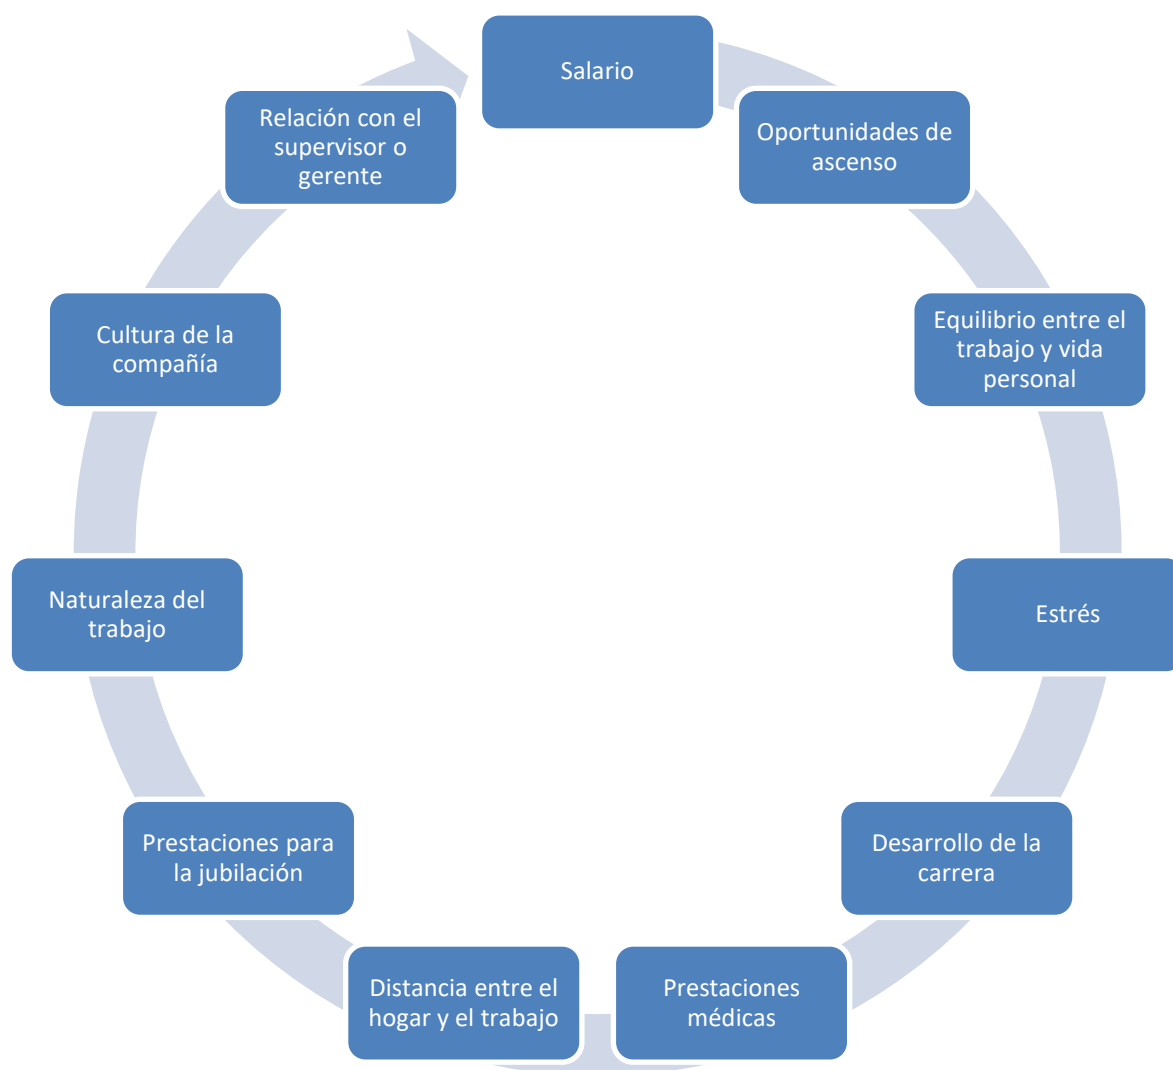 Salario
Oportunidades de
ascenso
Equilibrio entre el
trabajo y vida
personal
Estrés
Desarrollo de la
carrera
Prestaciones
médicas
Distancia entre el
hogar y el trabajo
Prestaciones para
la jubilación
Naturaleza del
trabajo
Cultura de la
compañía
Relación con el
supervisor o
gerente